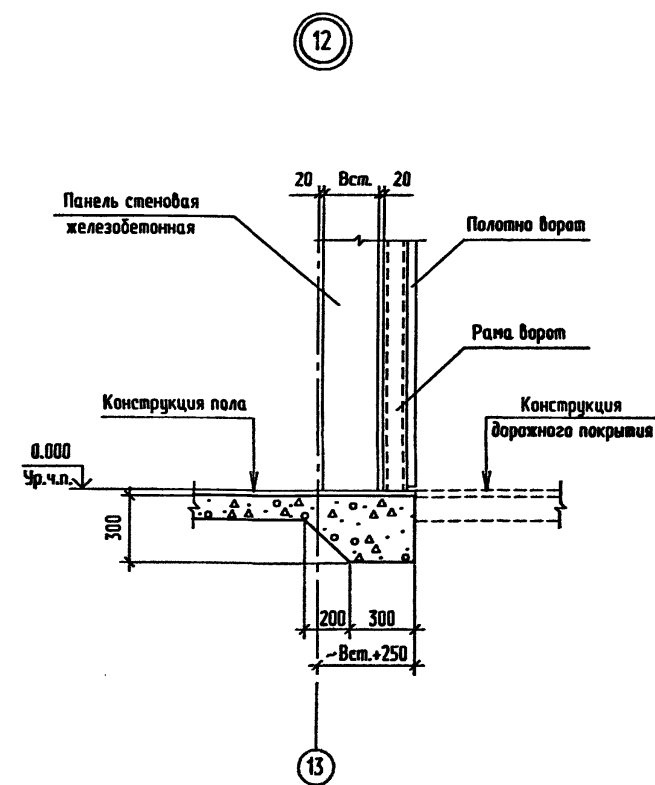 12
20 Вст. 20
Панель стеновая
железобетонная
Полотно ворот
Рама ворот
Конструкция пола
Конструкция
дорожного покрытия
0.000
Ур.ч.п.
300
200 300
~Вст.+250
13